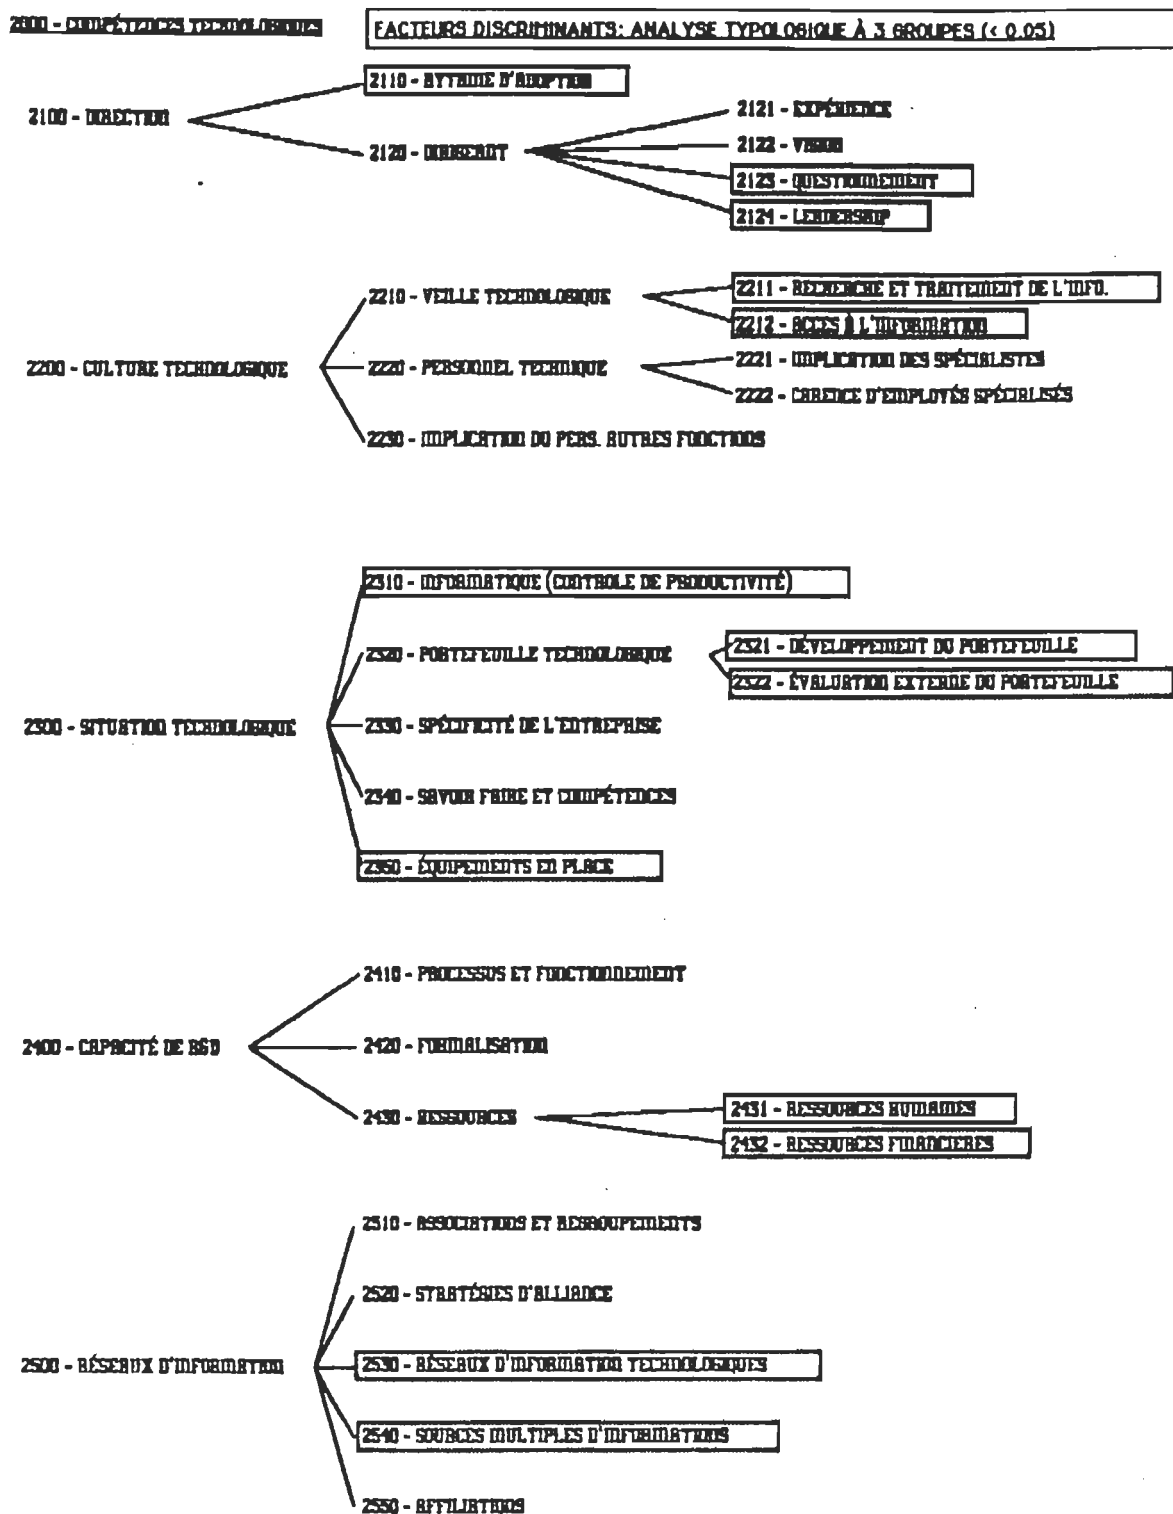 2000 - COMPÉTENCES TECHNOLOGIQUES
FACTEURS DISCRIMINANTS: ANALYSE TYPOLOGIQUE À 3 GROUPES (< 0.05)
2110 - RYTHME D'ADOPTION
2100 - DIRECTION
2120 - DIRIGEANT
2121 - EXPÉRIENCE
2122 - VISION
2123 - QUESTIONNEMENT
2124 - LEADERSHIP
2210 - VEILLE TECHNOLOGIQUE
2211 - RECHERCHE ET TRAITEMENT DE L'INFO.
2212 - ACCES À L'INFORMATION
2200 - CULTURE TECHNOLOGIQUE
2220 - PERSONNEL TECHNIQUE
2221 - IMPLICATION DES SPÉCIALISTES
2222 - CARENCE D'EMPLOYÉS SPÉCIALISÉS
2230 - IMPLICATION DU PERS. AUTRES FONCTIONS
2310 - INFORMATIQUE (CONTROLE DE PRODUCTIVITÉ)
2320 - PORTEFEUILLE TECHNOLOGIQUE
2321 - DÉVELOPPEMENT DU PORTEFEUILLE
2322 - ÉVALUATION EXTERNE DU PORTEFEUILLE
2300 - SITUATION TECHNOLOGIQUE
2330 - SPÉCIFICITÉ DE L'ENTREPRISE
2340 - SAVOIR FAIRE ET COMPÉTENCES
2350 - ÉQUIPEMENTS EN PLACE
2410 - PROCESSUS ET FONCTIONNEMENT
2400 - CAPACITÉ DE R&D
2420 - FORMALISATION
2430 - RESSOURCES
2431 - RESSOURCES HUMAINES
2432 - RESSOURCES FINANCIERES
2510 - ASSOCIATIONS ET REGROUPEMENTS
2520 - STRATÉGIES D'ALLIANCE
2500 - RÉSEAUX D'INFORMATION
2530 - RÉSEAUX D'INFORMATION TECHNOLOGIQUES
2540 - SOURCES MULTIPLES D'INFORMATIONS
2550 - AFFILIATIONS